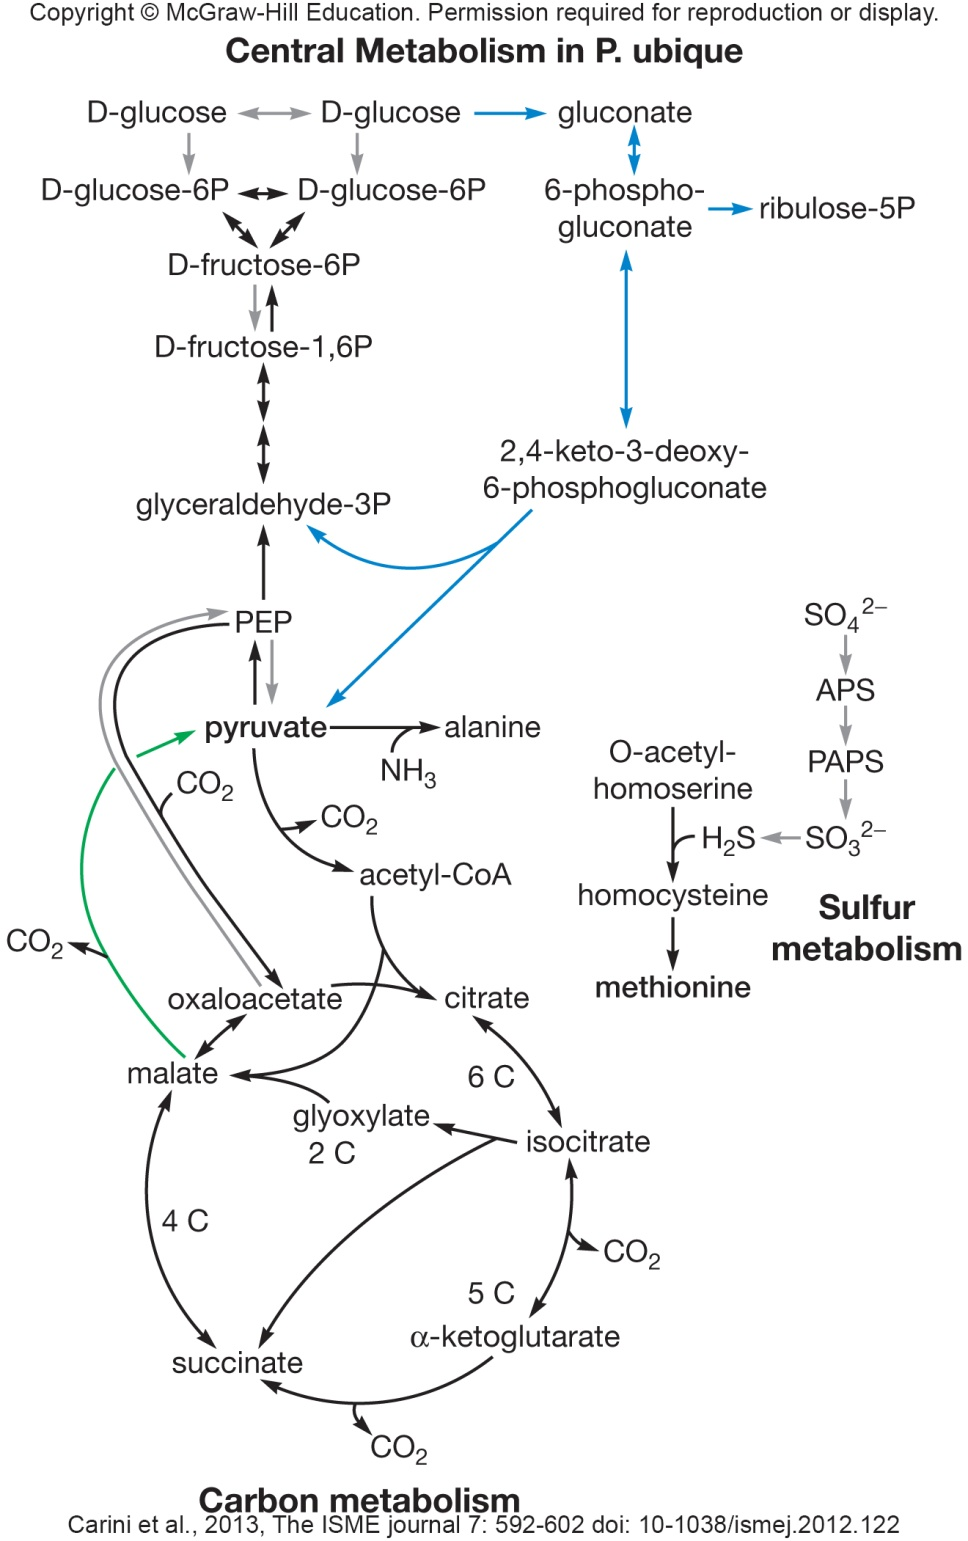 Copyright © McGraw-Hill Education. Permission required for reproduction or display.
Central Metabolism in P. ubique
D-glucose D-glucose gluconate
D-glucose-6P D-glucose-6P 6-phospho-
gluconate ribulose-5P
D-fructose-6P
D-fructose-1,6P
2,4-keto-3-deoxy-
6-phosphogluconate
glyceraldehyde-3P
PEP
SO₄²⁻
APS
pyruvate alanine
NH₃
O-acetyl-
homoserine
PAPS
CO₂
CO₂
H₂S SO₃²⁻
acetyl-CoA
homocysteine
Sulfur
metabolism
CO₂
oxaloacetate citrate
methionine
malate
6 C
glyoxylate
2 C
isocitrate
4 C
CO₂
5 C
α-ketoglutarate
succinate
CO₂
Carbon metabolism
Carini et al., 2013, The ISME journal 7: 592-602 doi: 10-1038/ismej.2012.122